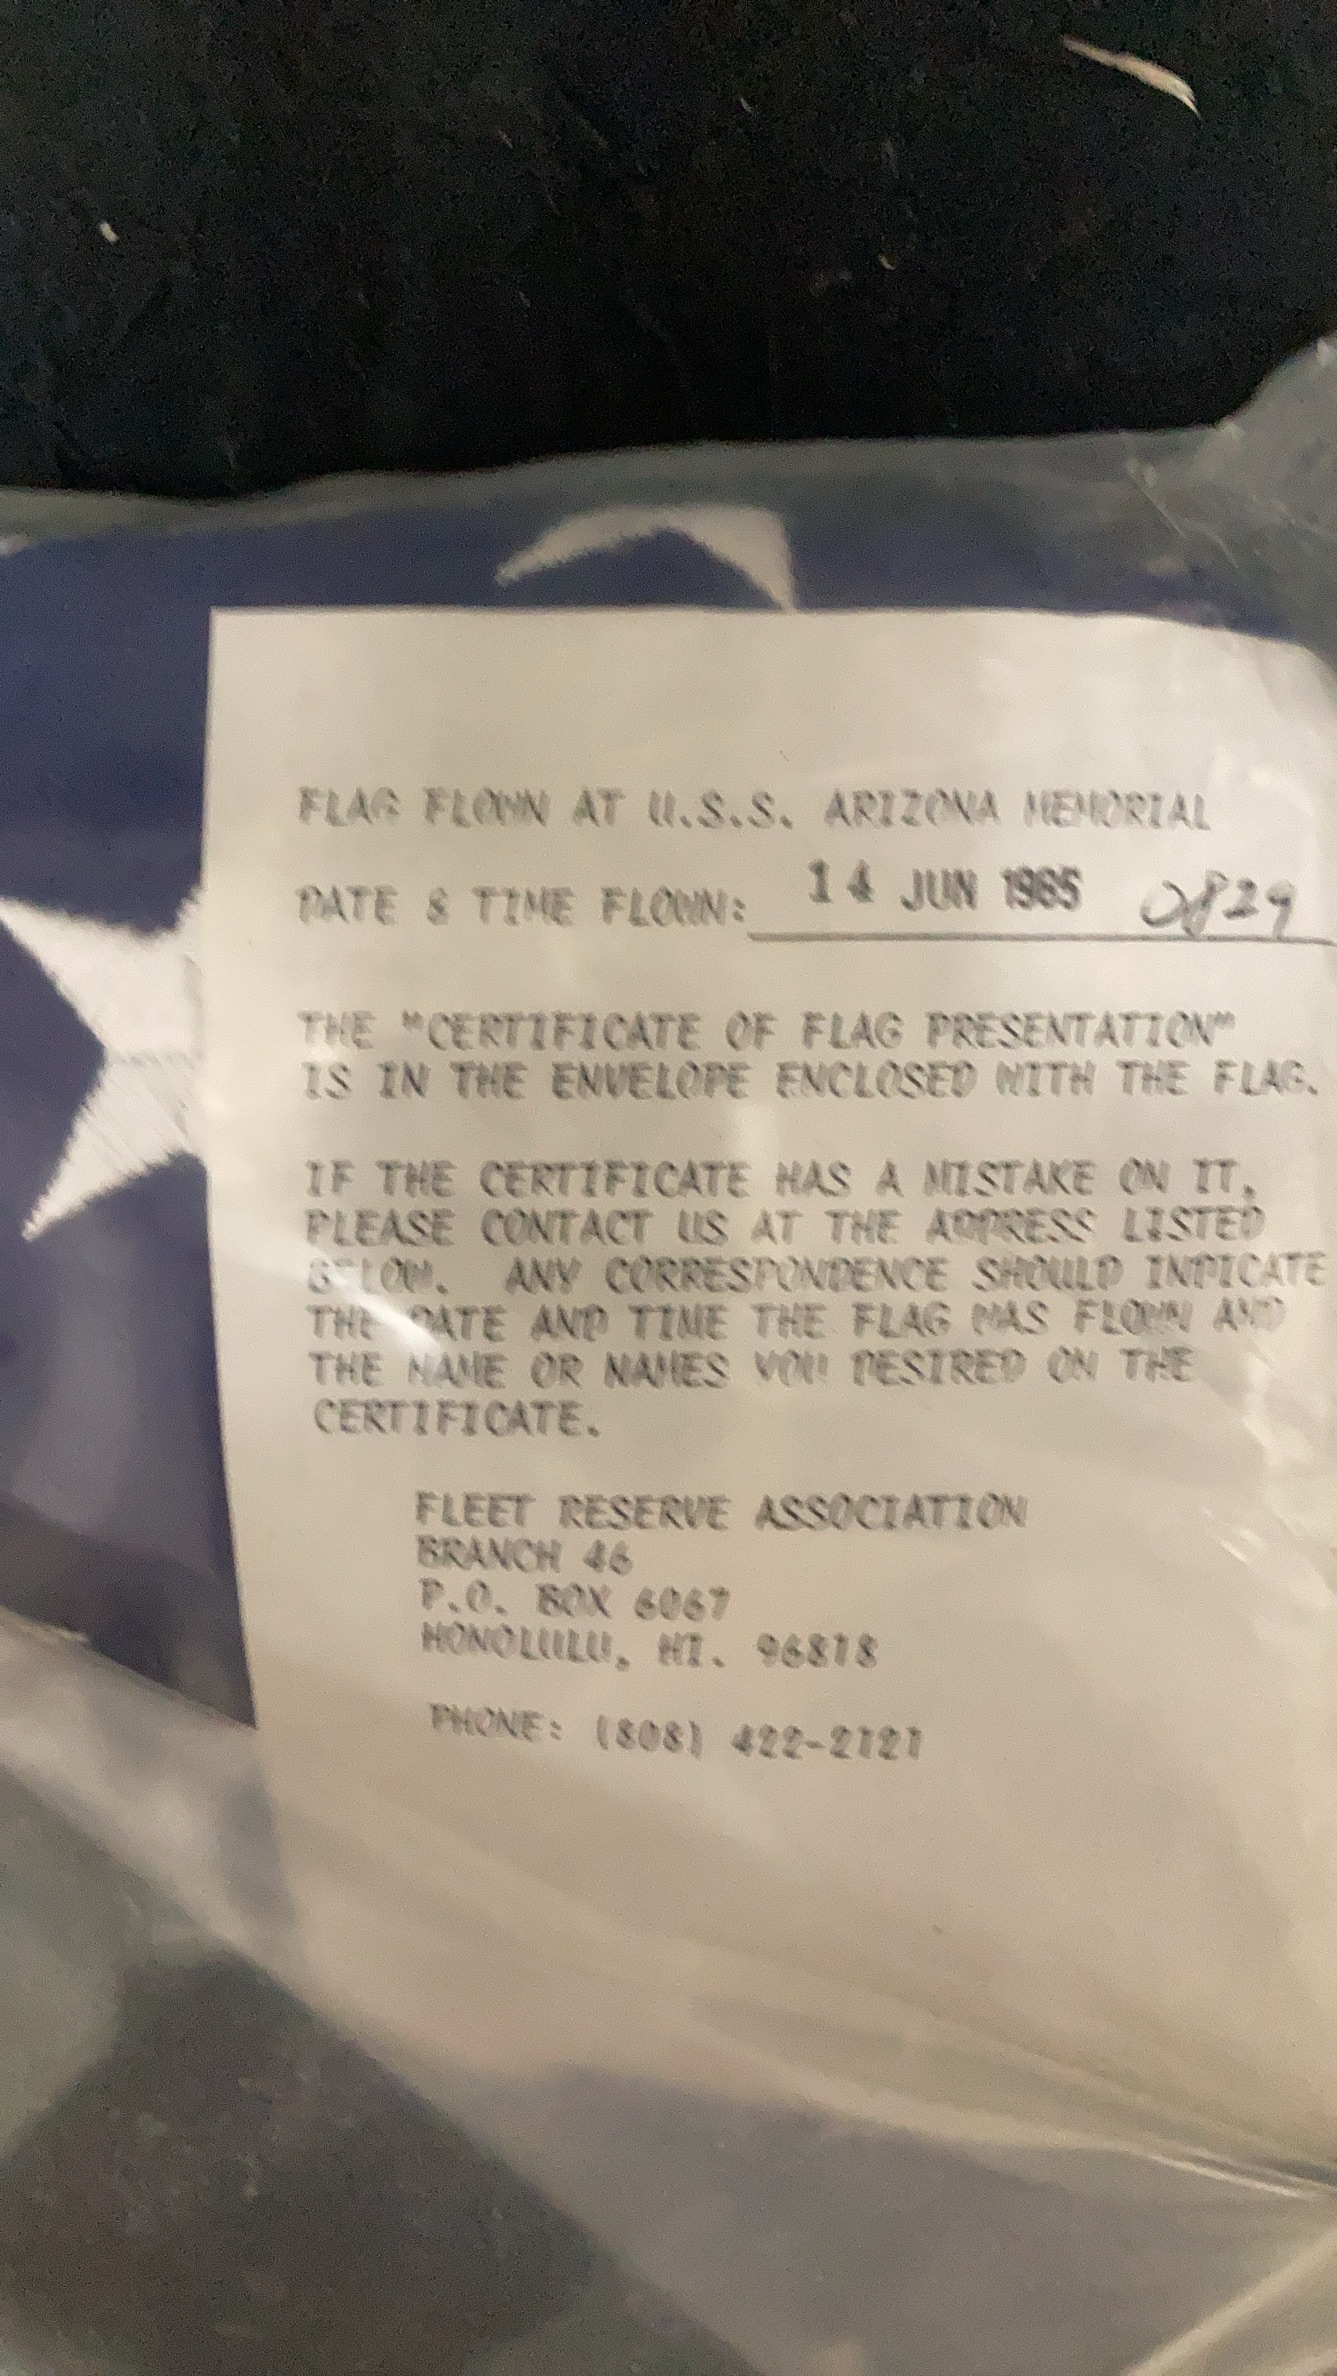 FLAG FLOWN AT U.S.S. ARIZONA MEMORIAL
DATE & TIME FLOWN: 14 JUN 1985 0829
THE "CERTIFICATE OF FLAG PRESENTATION"
IS IN THE ENVELOPE ENCLOSED WITH THE FLAG.
IF THE CERTIFICATE HAS A MISTAKE ON IT,
PLEASE CONTACT US AT THE ADDRESS LISTED
BELOW. ANY CORRESPONDENCE SHOULD INDICATE
THE DATE AND TIME THE FLAG WAS FLOWN AND
THE NAME OR NAMES YOU DESIRED ON THE
CERTIFICATE.
FLEET RESERVE ASSOCIATION
BRANCH 46
P.O. BOX 6067
HONOLULU, HI. 96818
PHONE: (808) 422-2121